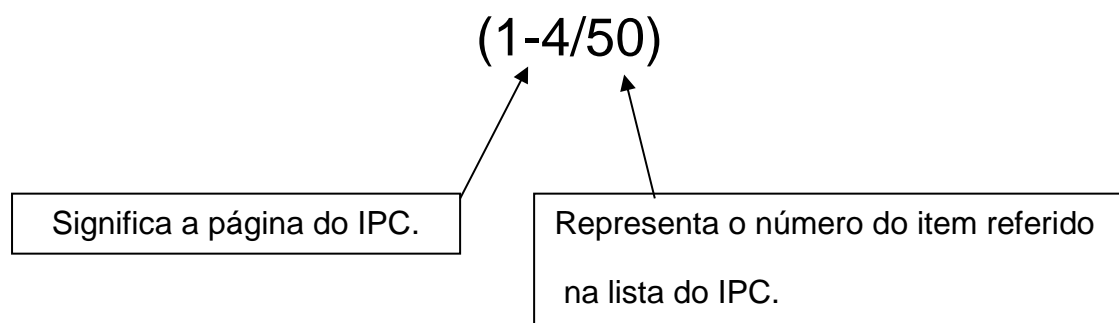 (1-4/50)
Significa a página do IPC.
Representa o número do item referido
na lista do IPC.